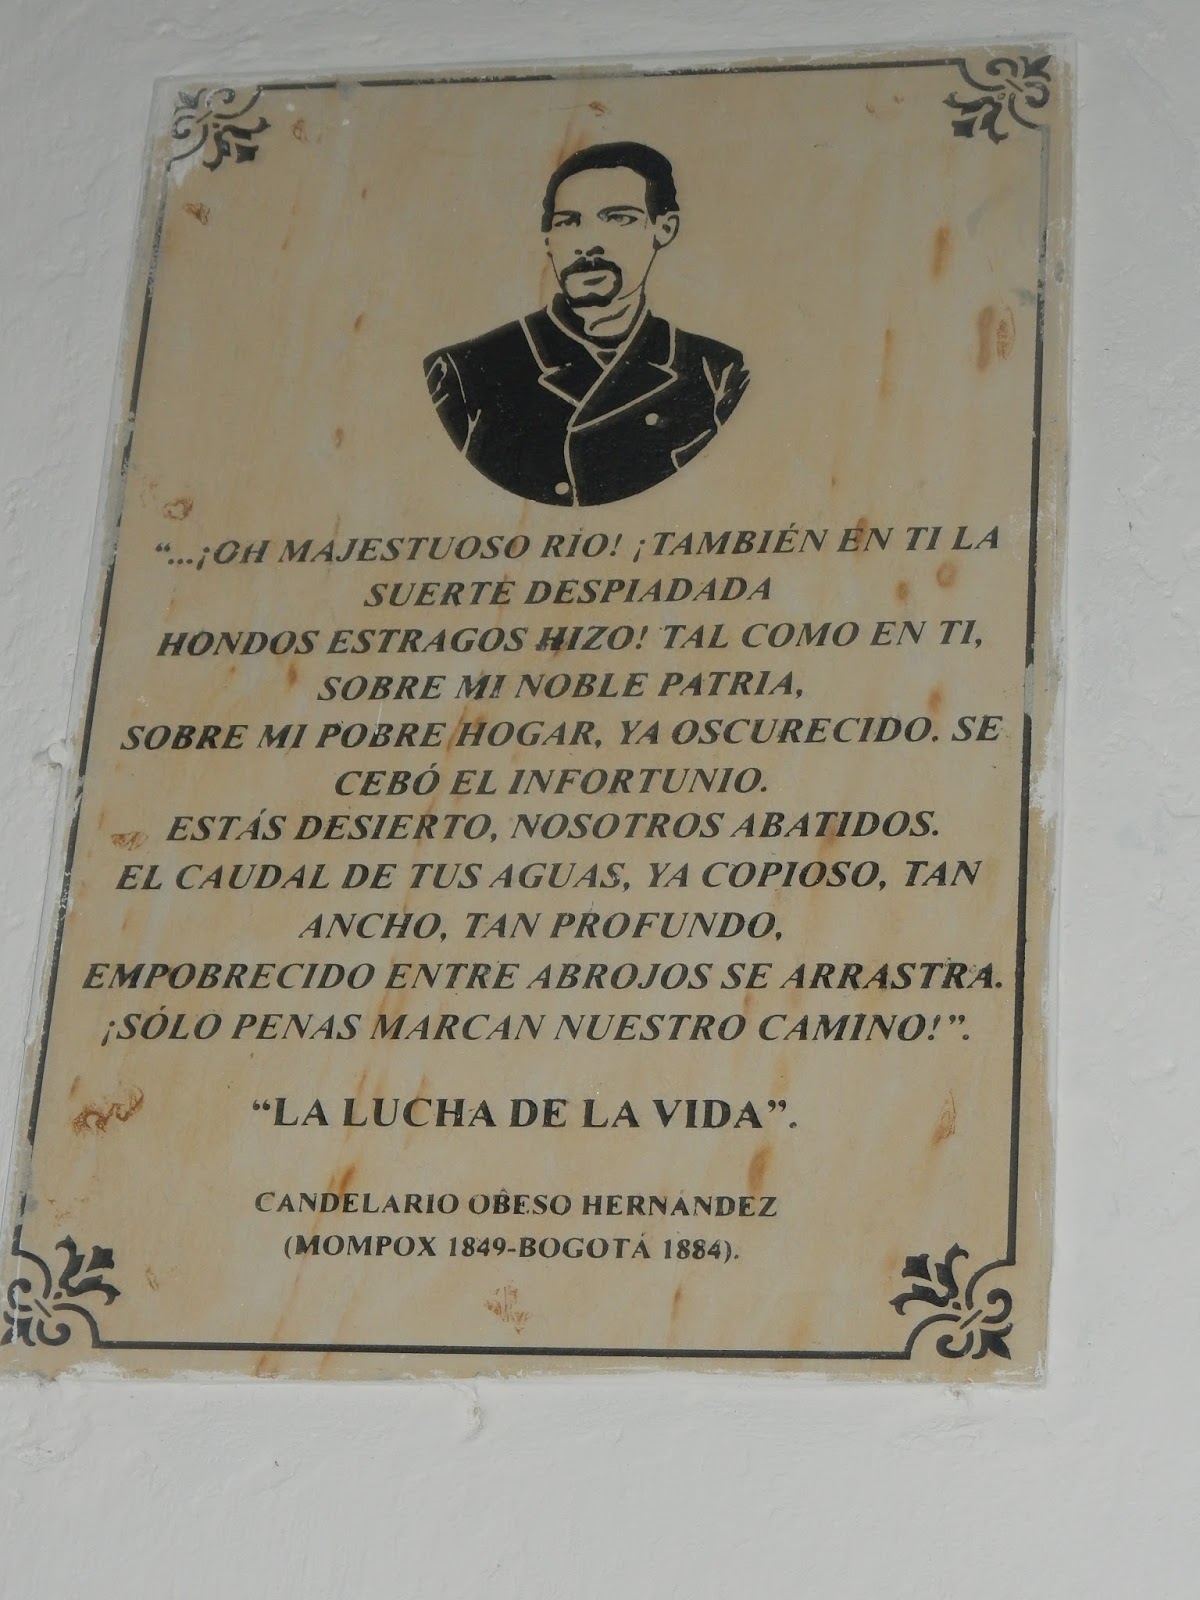 “...¡OH MAJESTUOSO RÍO! ¡TAMBIÉN EN TI LA
SUERTE DESPIADADA
HONDOS ESTRAGOS HIZO! TAL COMO EN TI,
SOBRE MI NOBLE PATRIA,
SOBRE MI POBRE HOGAR, YA OSCURECIDO. SE
CEBÓ EL INFORTUNIO.
ESTÁS DESIERTO, NOSOTROS ABATIDOS.
EL CAUDAL DE TUS AGUAS, YA COPIOSO, TAN
ANCHO, TAN PROFUNDO,
EMPOBRECIDO ENTRE ABROJOS SE ARRASTRA.
¡SÓLO PENAS MARCAN NUESTRO CAMINO!”.
“LA LUCHA DE LA VIDA”.
CANDELARIO OBESO HERNÁNDEZ
(MOMPOX 1849-BOGOTÁ 1884).